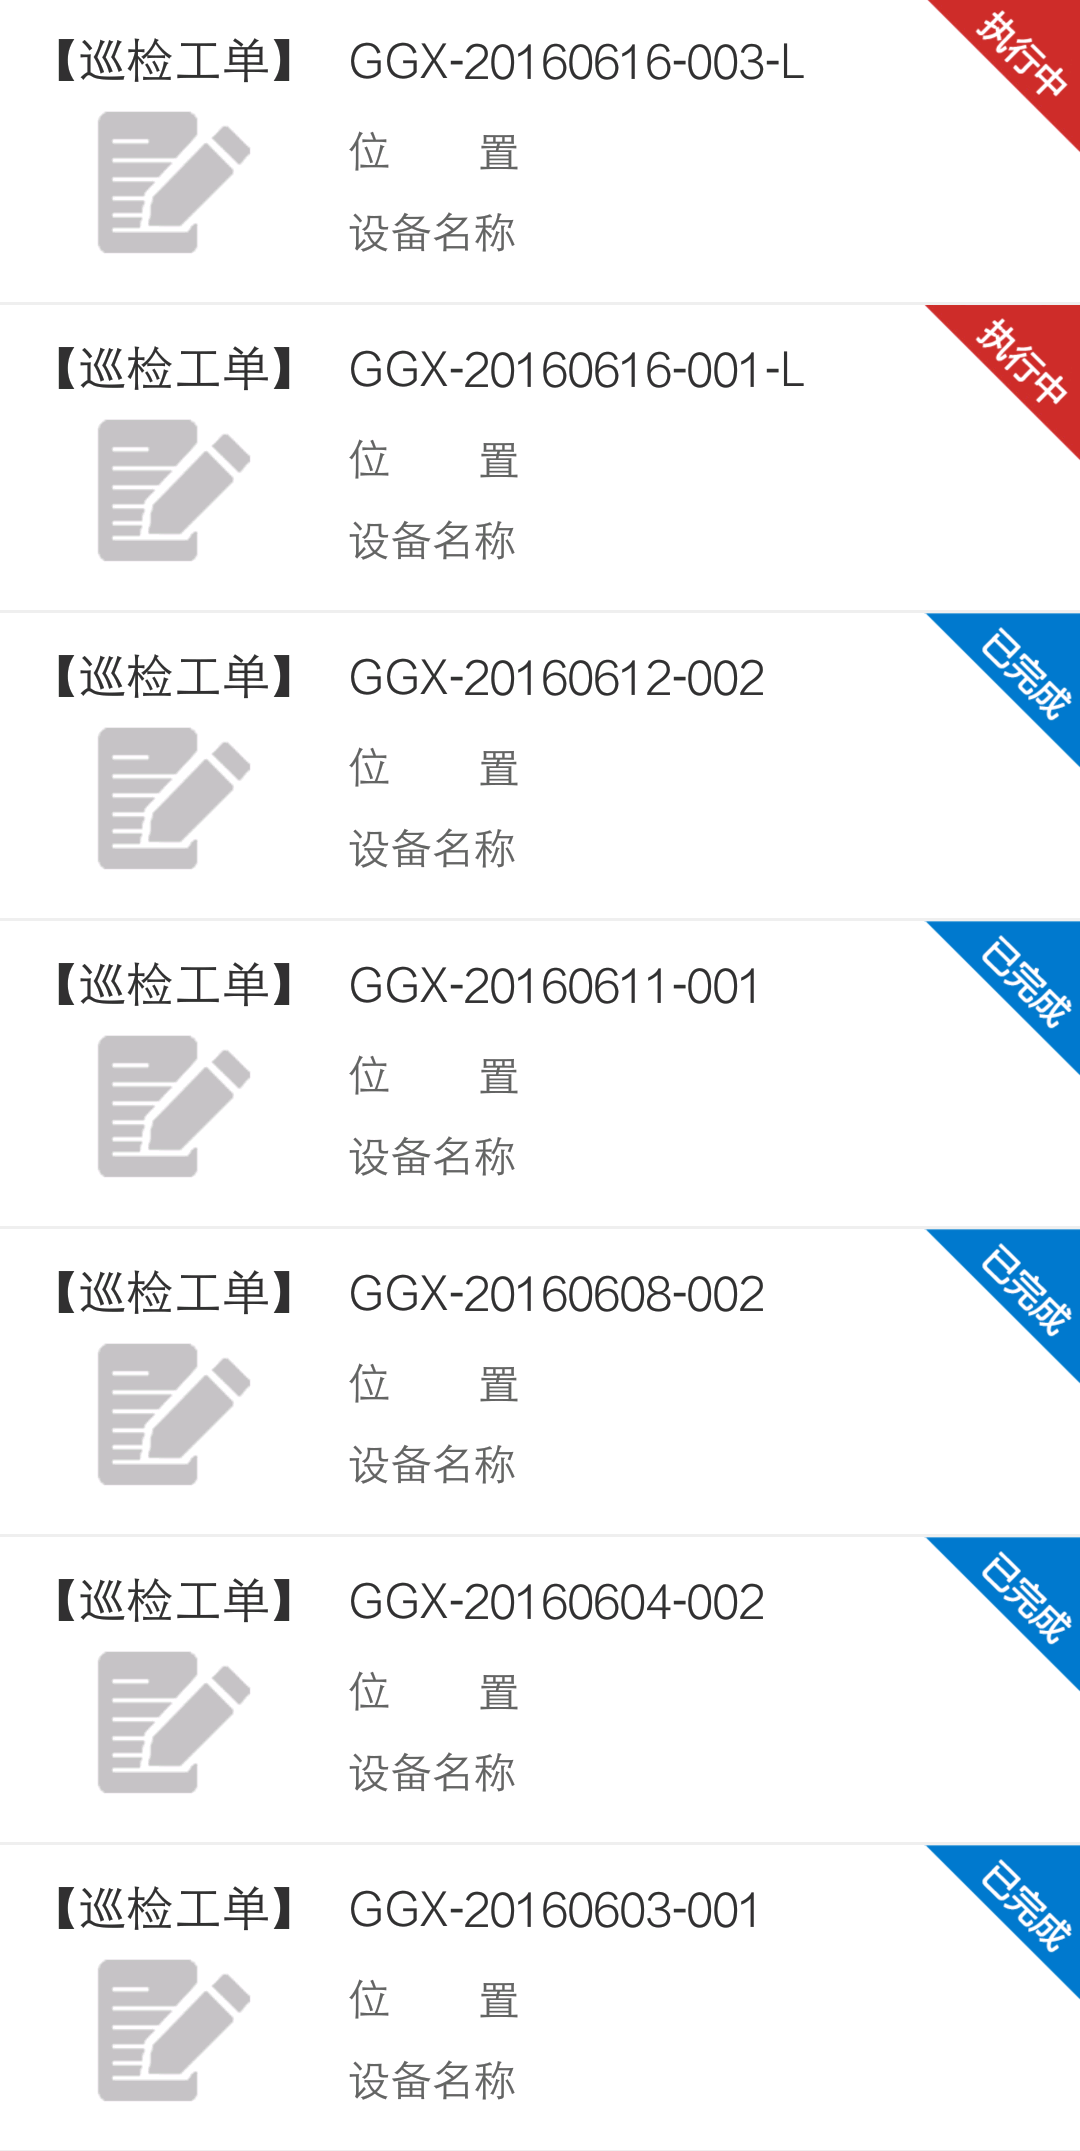 【巡检工单】 GGX-20160616-003-L 执行中
位 置
设备名称
【巡检工单】 GGX-20160616-001-L 执行中
位 置
设备名称
【巡检工单】 GGX-20160612-002 已完成
位 置
设备名称
【巡检工单】 GGX-20160611-001 已完成
位 置
设备名称
【巡检工单】 GGX-20160608-002 已完成
位 置
设备名称
【巡检工单】 GGX-20160604-002 已完成
位 置
设备名称
【巡检工单】 GGX-20160603-001 已完成
位 置
设备名称